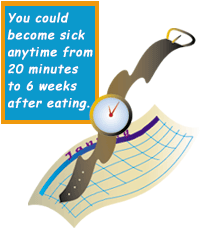 You could
become sick
anytime from
20 minutes
to 6 weeks
after eating.